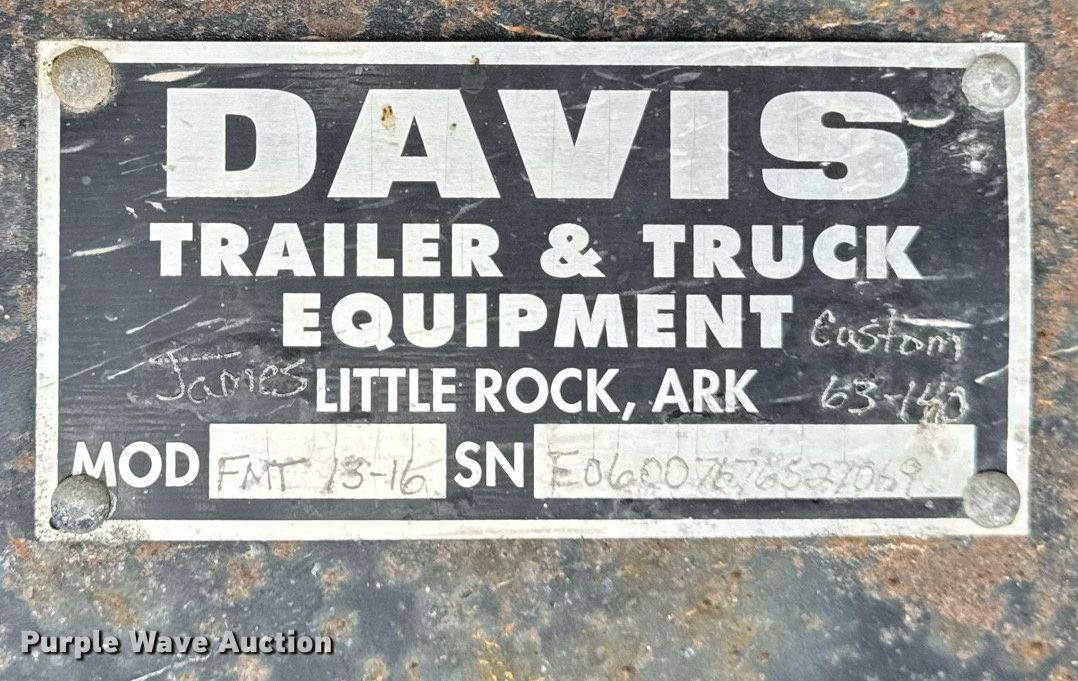 DAVIS
TRAILER & TRUCK
EQUIPMENT Custom
James LITTLE ROCK, ARK 63-140
MOD FMT 13-16 SN E06007676S27069
Purple Wave Auction